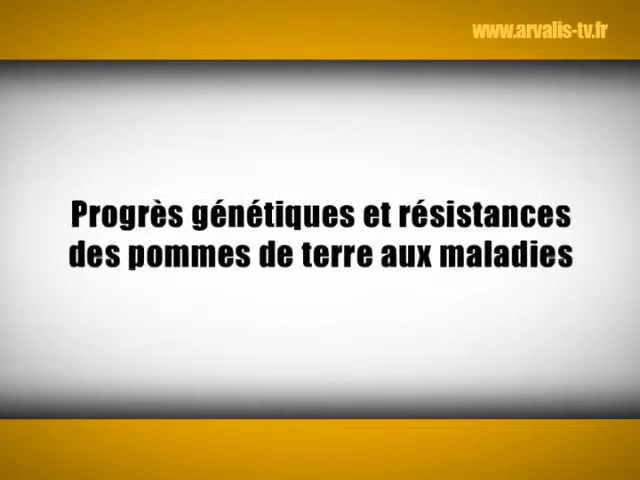 www.arvalis-tv.fr
Progrès génétiques et résistances
des pommes de terre aux maladies